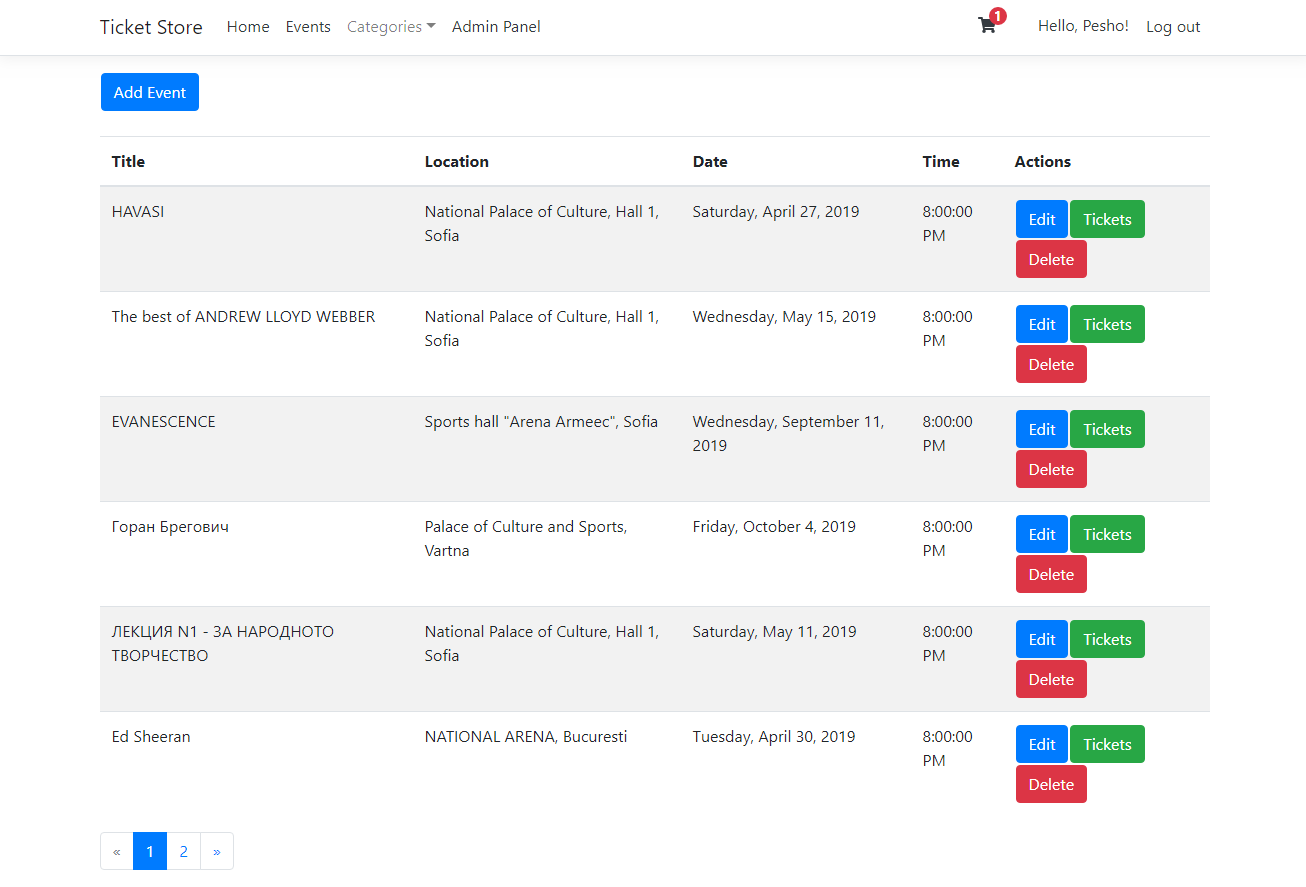 Ticket Store Home Events Categories Admin Panel 1 Hello, Pesho! Log out
Add Event
Title Location Date Time Actions
HAVASI National Palace of Culture, Hall 1, Saturday, April 27, 2019 8:00:00 Edit Tickets
Sofia PM
Delete
The best of ANDREW LLOYD WEBBER National Palace of Culture, Hall 1, Wednesday, May 15, 2019 8:00:00 Edit Tickets
Sofia PM
Delete
EVANESCENCE Sports hall "Arena Armeec", Sofia Wednesday, September 11, 8:00:00 Edit Tickets
2019 PM
Delete
Горан Брегович Palace of Culture and Sports, Friday, October 4, 2019 8:00:00 Edit Tickets
Vartna PM
Delete
ЛЕКЦИЯ N1 - ЗА НАРОДНОТО National Palace of Culture, Hall 1, Saturday, May 11, 2019 8:00:00 Edit Tickets
ТВОРЧЕСТВО Sofia PM
Delete
Ed Sheeran NATIONAL ARENA, Bucuresti Tuesday, April 30, 2019 8:00:00 Edit Tickets
PM
Delete
« 1 2 »